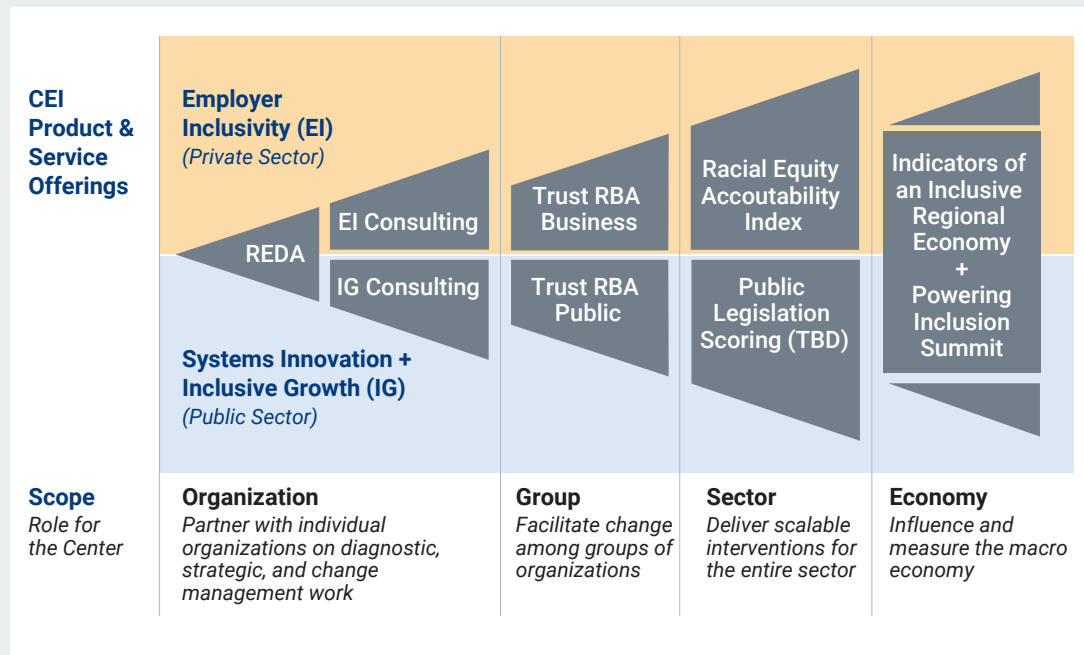 CEI
Product &
Service
Offerings
Employer
Inclusivity (EI)
(Private Sector)
REDA
EI Consulting
IG Consulting
Trust RBA
Business
Trust RBA
Public
Racial Equity
Accoutability
Index
Public
Legislation
Scoring (TBD)
Indicators of
an Inclusive
Regional
Economy
+
Powering
Inclusion
Summit
Systems Innovation +
Inclusive Growth (IG)
(Public Sector)
Scope
Role for
the Center
Organization
Partner with individual
organizations on diagnostic,
strategic, and change
management work
Group
Facilitate change
among groups of
organizations
Sector
Deliver scalable
interventions for
the entire sector
Economy
Influence and
measure the macro
economy